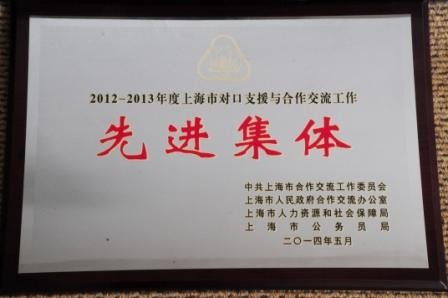 2012-2013年度上海市对口支援与合作交流工作
先进集体
中共上海市合作交流工作委员会
上海市人民政府合作交流办公室
上海市人力资源和社会保障局
上海市公务员局
二〇一四年五月